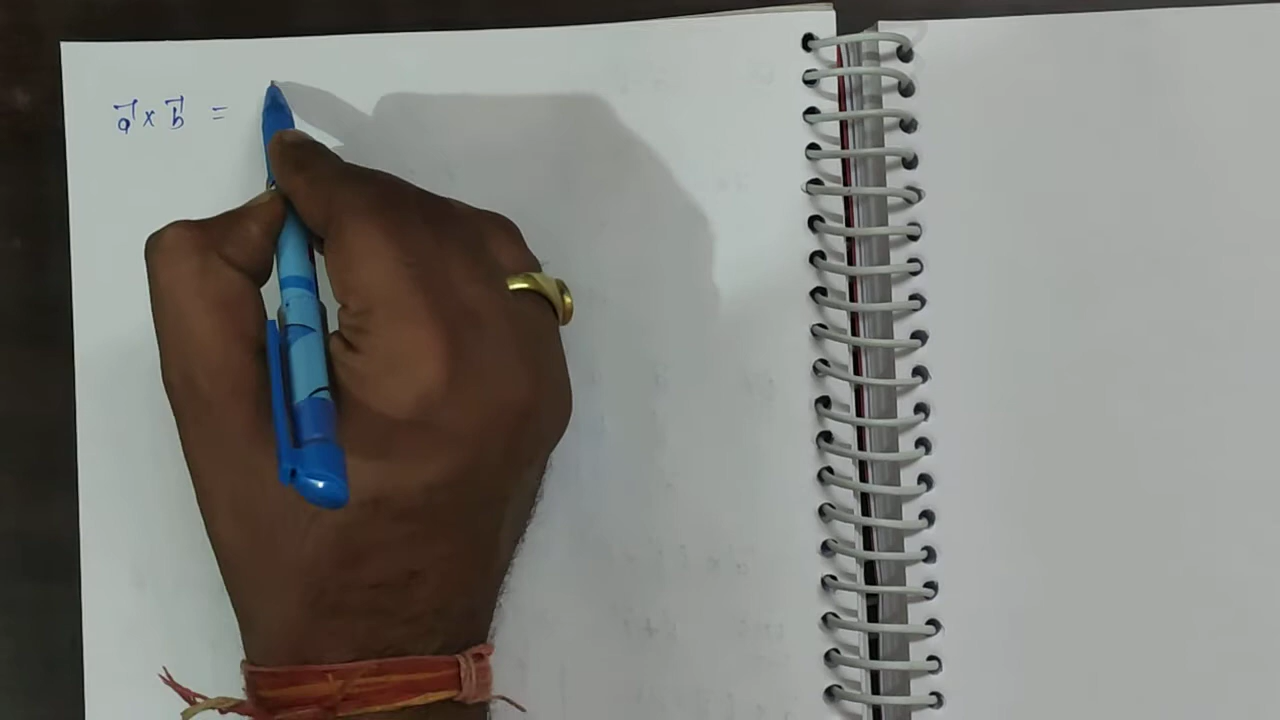 a⃗ × b⃗ =